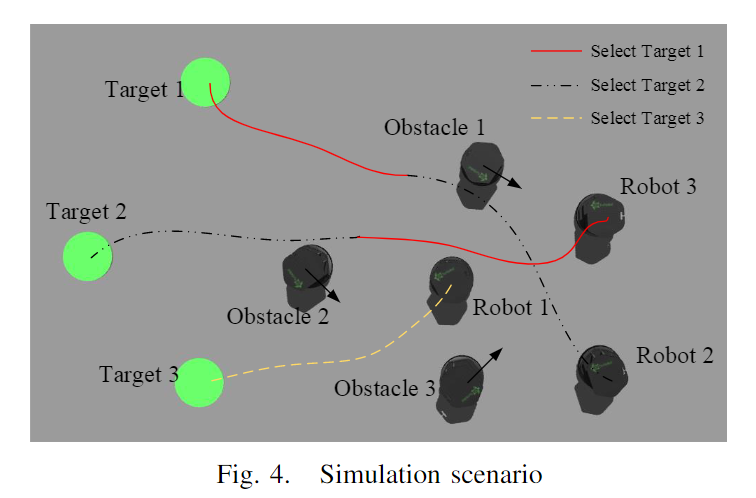 Select Target 1
Target 1
Select Target 2
Select Target 3
Obstacle 1
Robot 3
Target 2
Robot 1
Obstacle 2
Robot 2
Target 3
Obstacle 3
Fig. 4. Simulation scenario